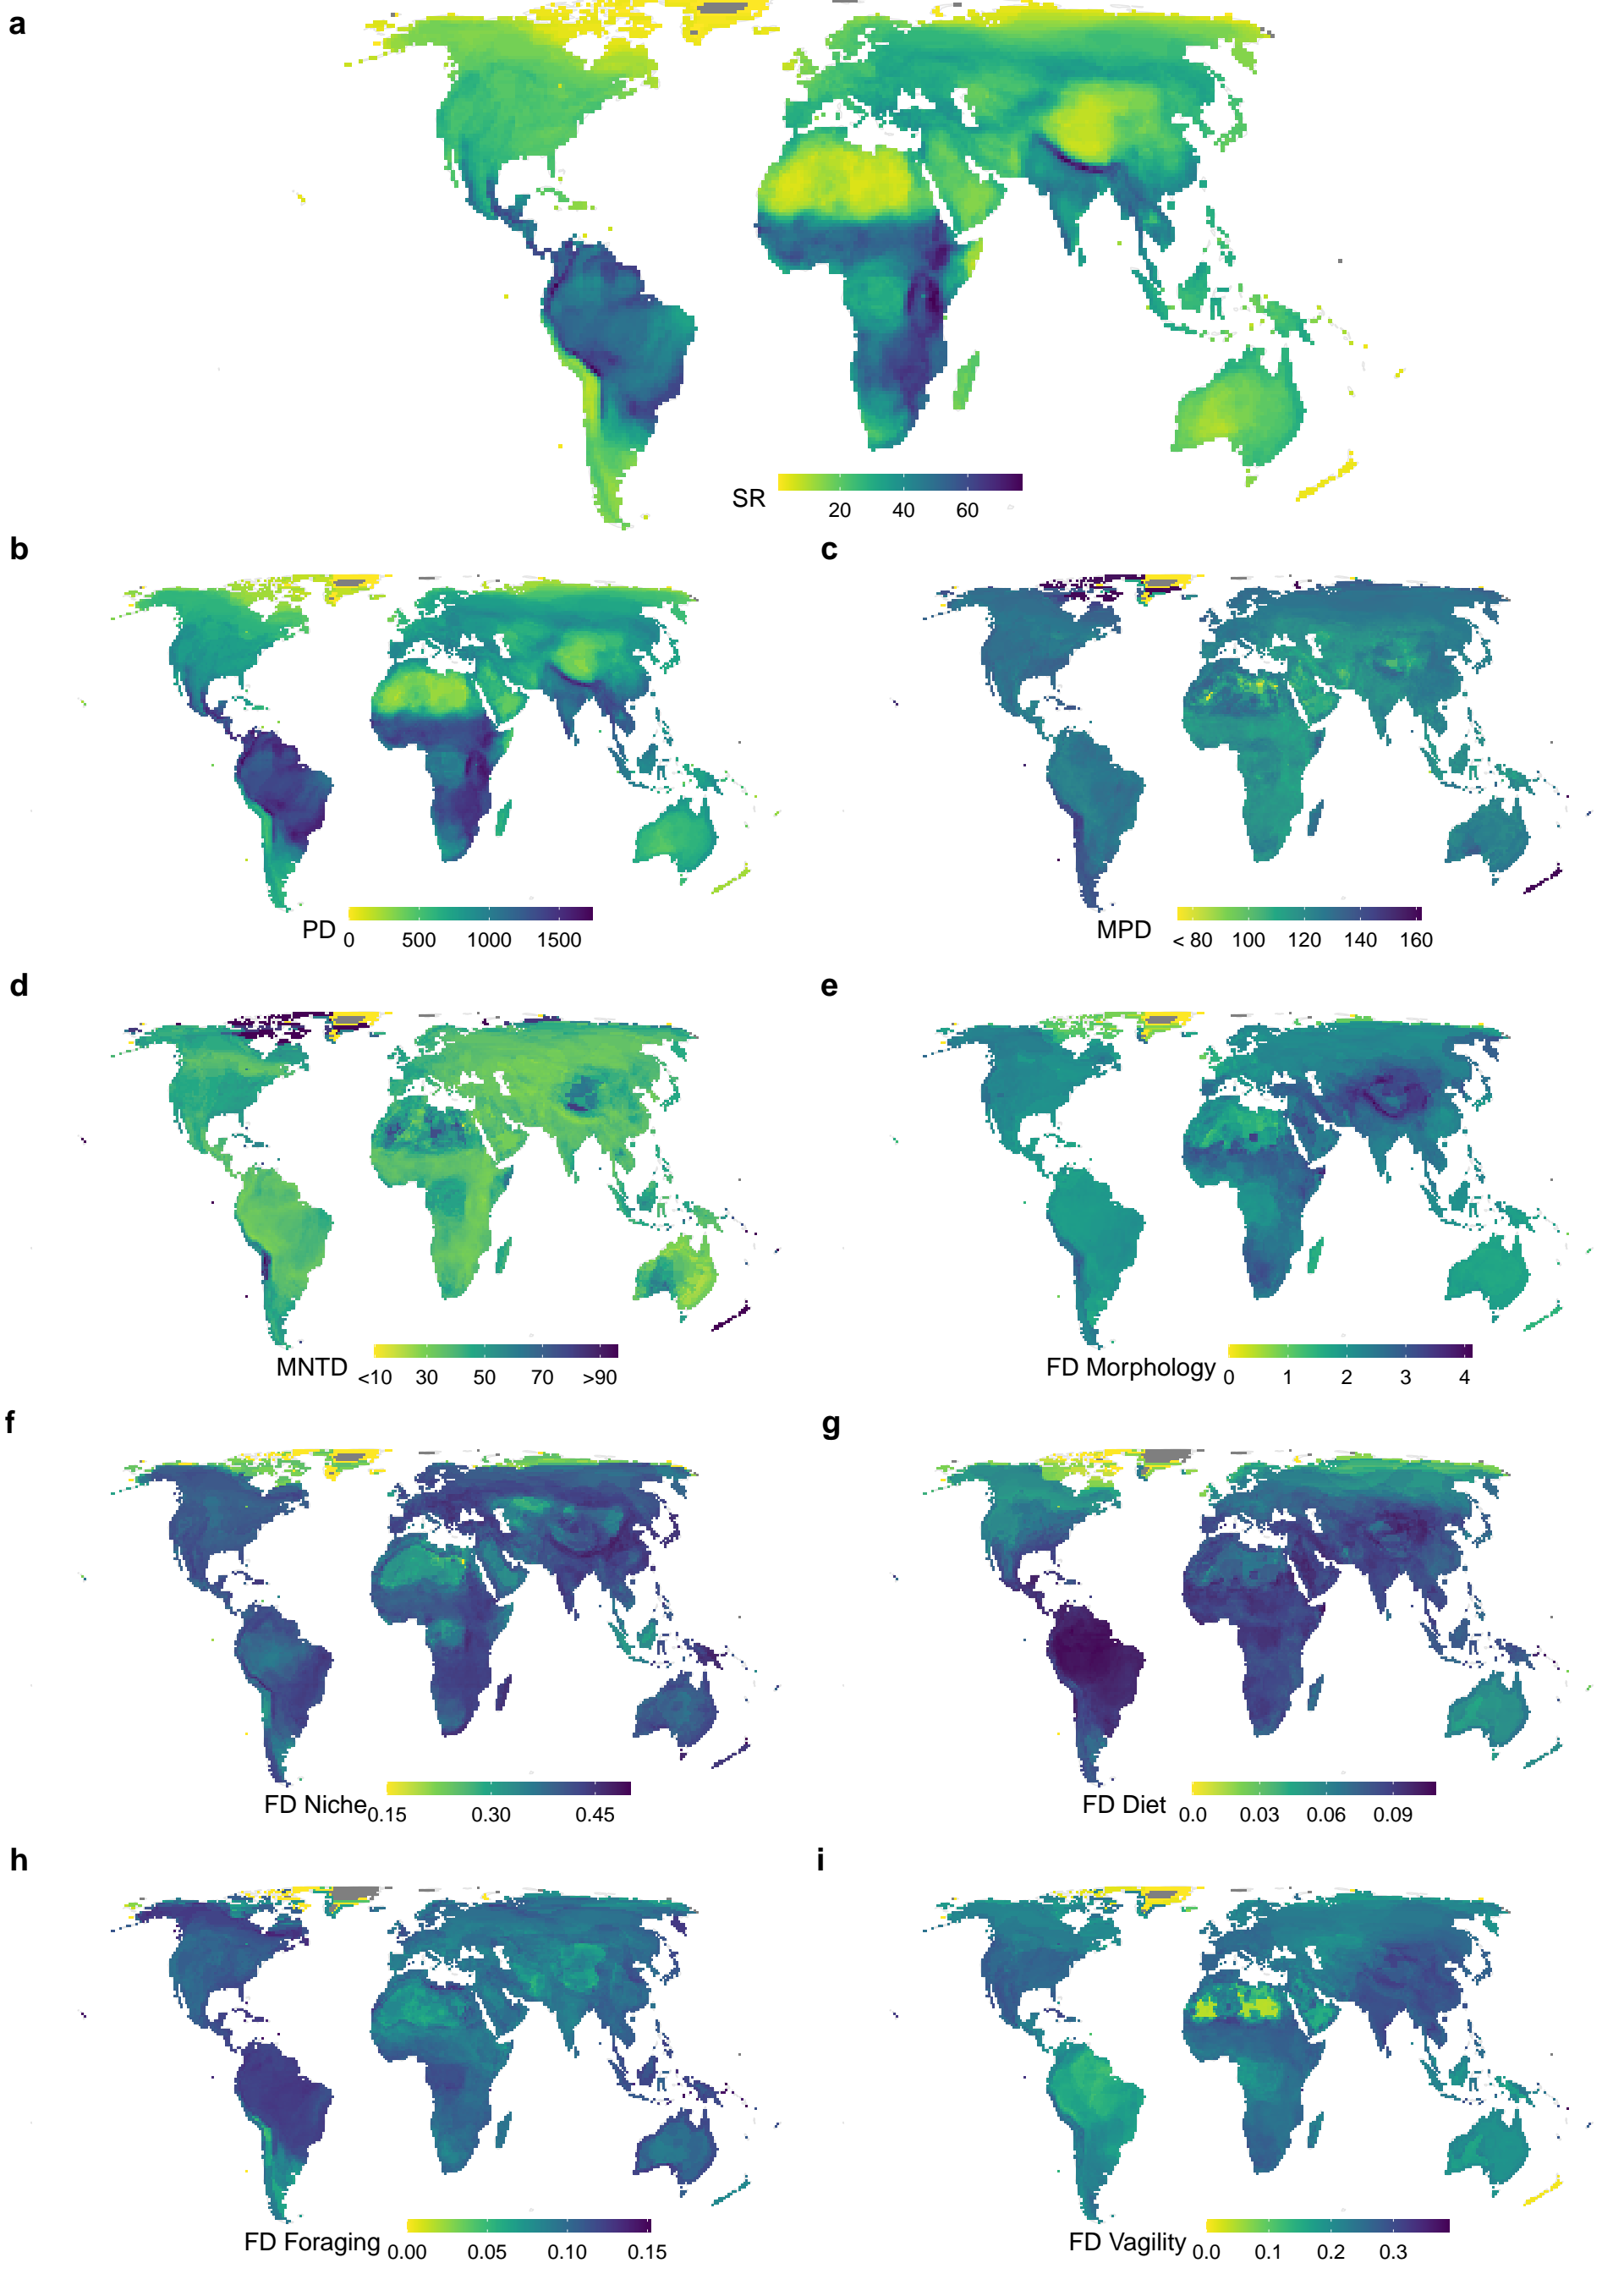 a
SR
20 40 60
b
c
PD 0 500 1000 1500
MPD < 80 100 120 140 160
d
e
MNTD <10 30 50 70 >90
FD Morphology 0 1 2 3 4
f
g
FD Niche 0.15 0.30 0.45
FD Diet 0.0 0.03 0.06 0.09
h
i
FD Foraging 0.00 0.05 0.10 0.15
FD Vagility 0.0 0.1 0.2 0.3